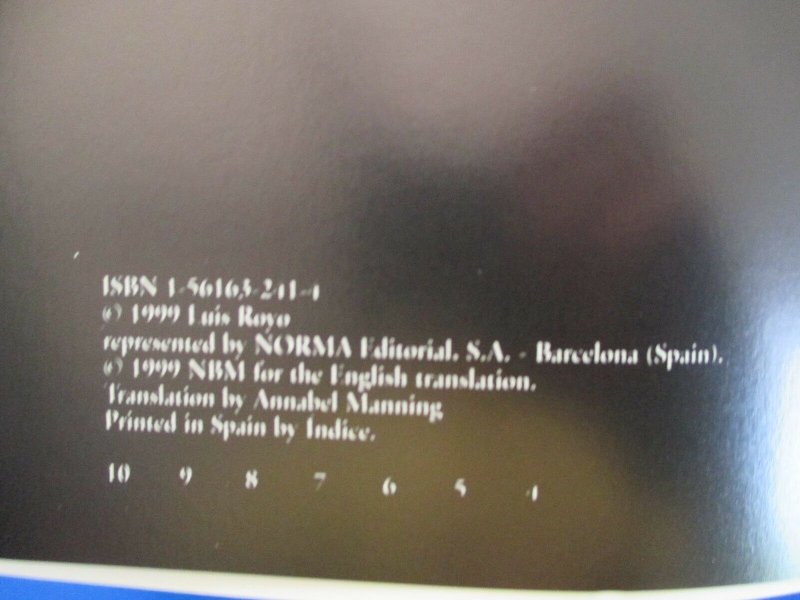 ISBN 1-56163-241-4
© 1999 Luis Royo
represented by NORMA Editorial, S.A. - Barcelona (Spain).
© 1999 NBM for the English translation.
Translation by Annabel Manning
Printed in Spain by Indice.
10 9 8 7 6 5 4